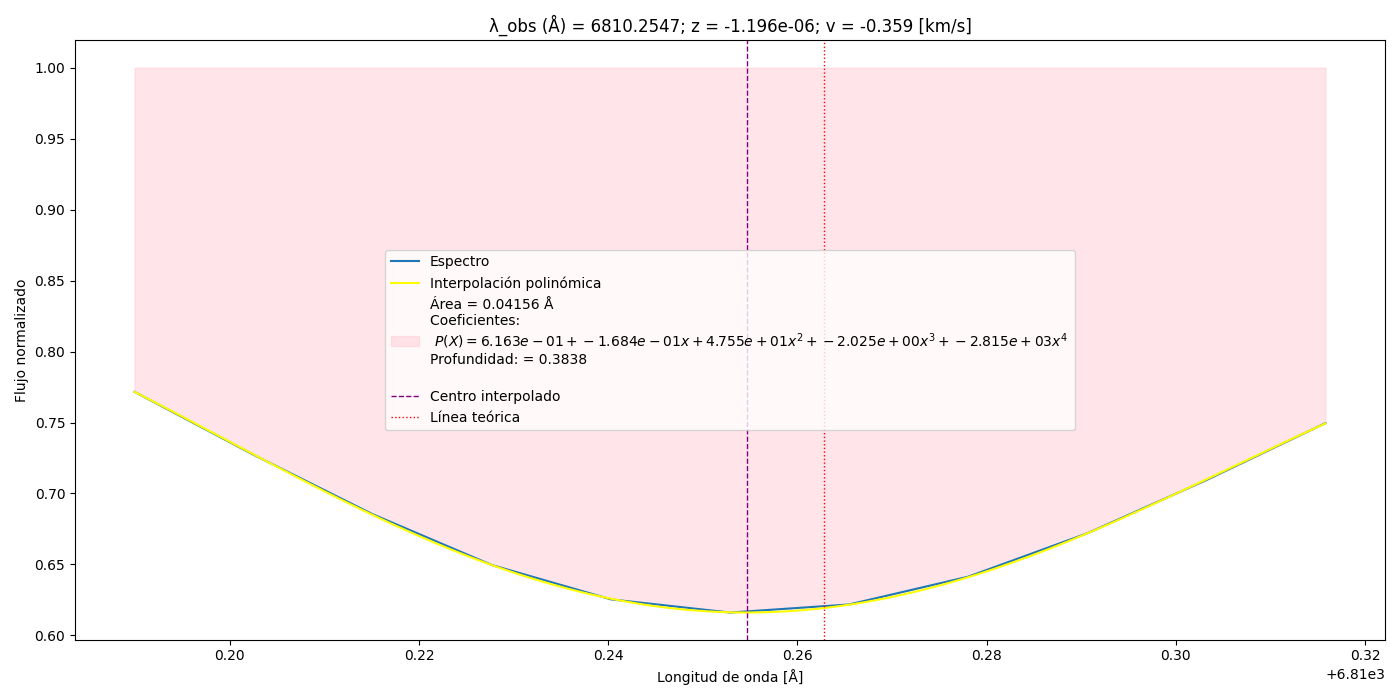 λ_obs (Å) = 6810.2547; z = -1.196e-06; v = -0.359 [km/s]
Flujo normalizado
1.00
0.95
0.90
0.85
0.80
0.75
0.70
0.65
0.60
Espectro
Interpolación polinómica
Área = 0.04156 Å
Coeficientes:
P(X) = 6.163e − 01 + −1.684e − 01x + 4.755e + 01x² + −2.025e + 00x³ + −2.815e + 03x⁴
Profundidad: = 0.3838
Centro interpolado
Línea teórica
0.20 0.22 0.24 0.26 0.28 0.30 0.32
+6.81e3
Longitud de onda [Å]